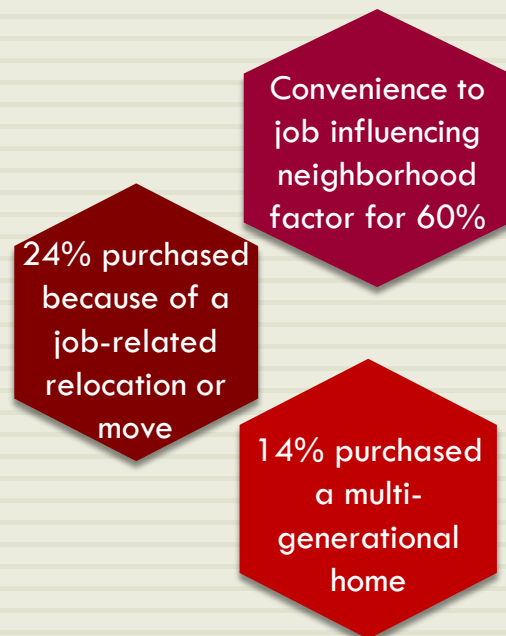 Convenience to
job influencing
neighborhood
factor for 60%
24% purchased
because of a
job-related
relocation or
move
14% purchased
a multi-
generational
home